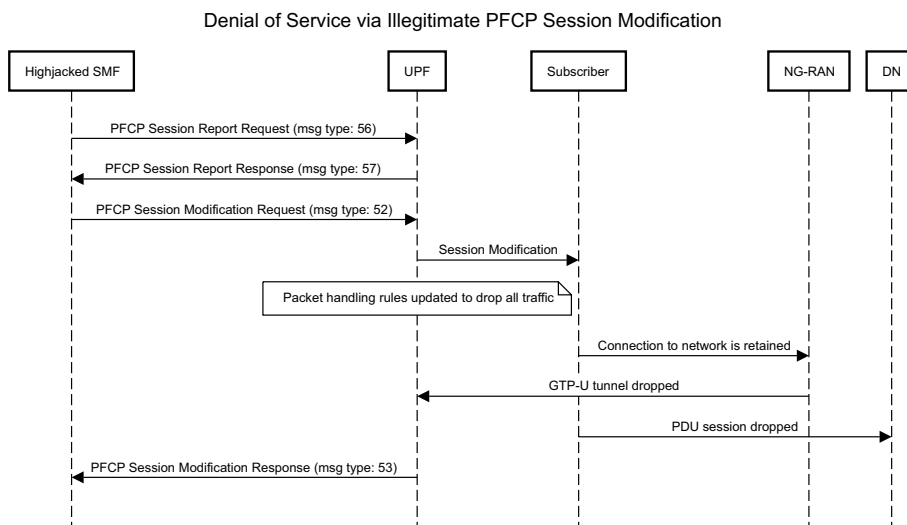 Denial of Service via Illegitimate PFCP Session Modification
Highjacked SMF
UPF
Subscriber
NG-RAN
DN
PFCP Session Report Request (msg type: 56)
PFCP Session Report Response (msg type: 57)
PFCP Session Modification Request (msg type: 52)
Session Modification
Packet handling rules updated to drop all traffic
Connection to network is retained
GTP-U tunnel dropped
PDU session dropped
PFCP Session Modification Response (msg type: 53)